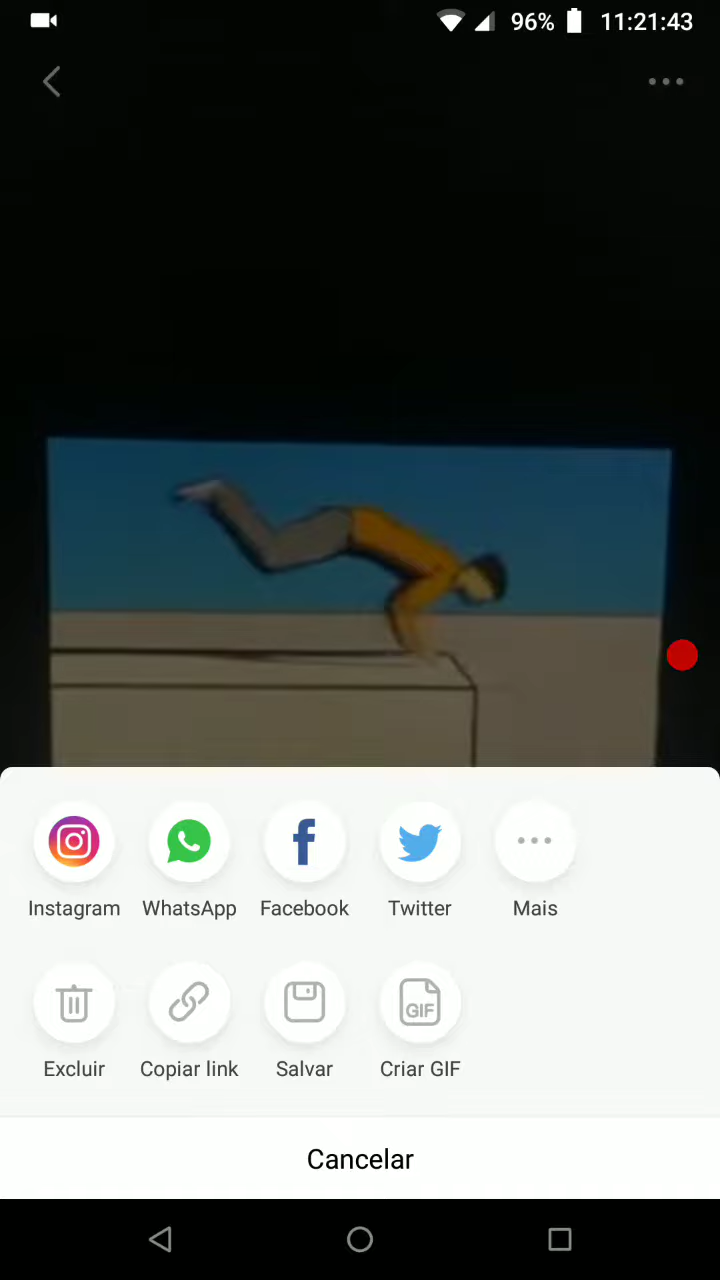 96% 11:21:43
Instagram WhatsApp Facebook Twitter Mais
GIF
Excluir Copiar link Salvar Criar GIF
Cancelar